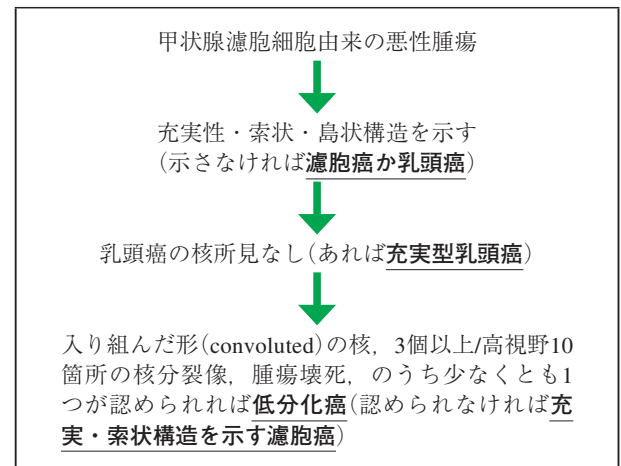 甲状腺濾胞細胞由来の悪性腫瘍
充実性・索状・島状構造を示す
(示さなければ濾胞癌か乳頭癌)
乳頭癌の核所見なし(あれば充実型乳頭癌)
入り組んだ形(convoluted)の核，3個以上/高視野10
箇所の核分裂像，腫瘍壊死，のうち少なくとも1
つが認められれば低分化癌(認められなければ充
実・索状構造を示す濾胞癌)